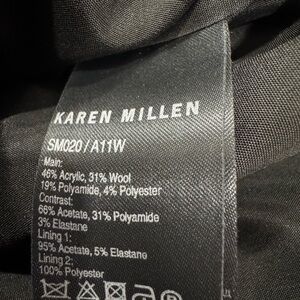 KAREN MILLEN
SM020/A11W
Main:
46% Acrylic, 31% Wool
19% Polyamide, 4% Polyester
Contrast:
66% Acetate, 31% Polyamide
3% Elastane
Lining 1:
95% Acetate, 5% Elastane
Lining 2:
100% Polyester